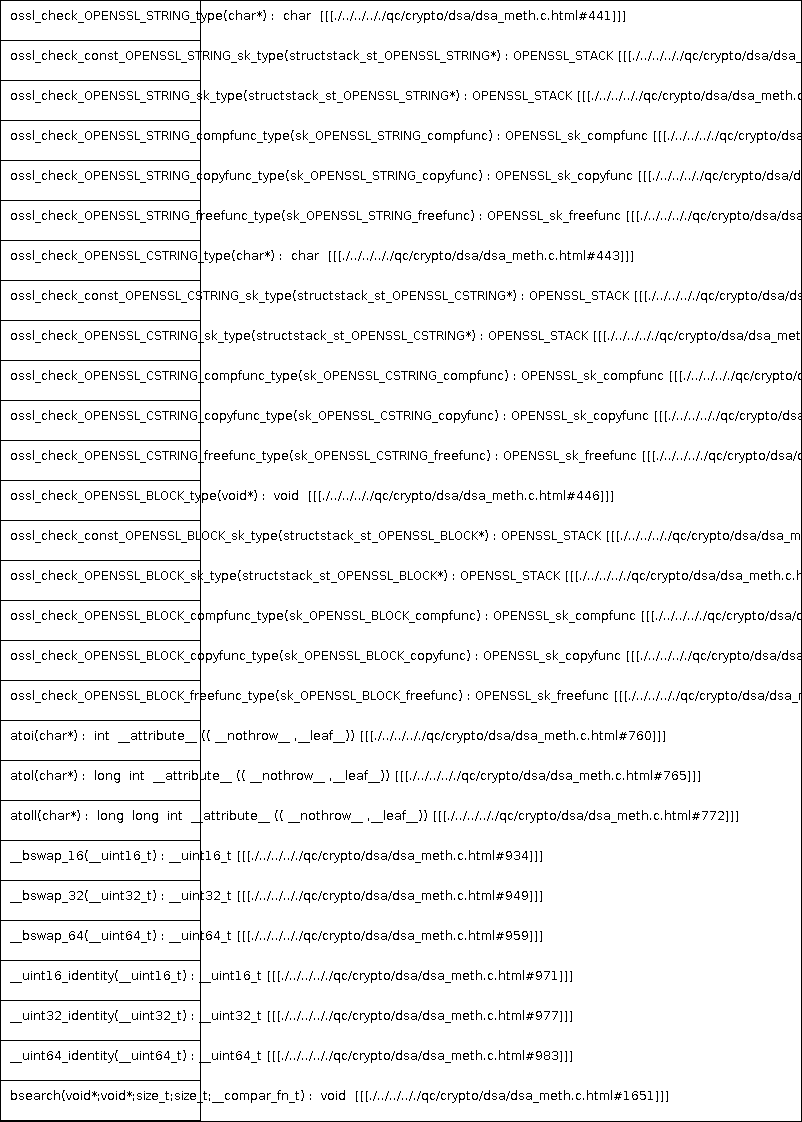 ossl_check_OPENSSL_STRING_type(char*) : char [[[./../../../qc/crypto/dsa/dsa_meth.c.html#441]]]
ossl_check_const_OPENSSL_STRING_sk_type(structstack_st_OPENSSL_STRING*) : OPENSSL_STACK [[[./../../../qc/crypto/dsa/dsa_
ossl_check_OPENSSL_STRING_sk_type(structstack_st_OPENSSL_STRING*) : OPENSSL_STACK [[[./../../../qc/crypto/dsa/dsa_meth.c
ossl_check_OPENSSL_STRING_compfunc_type(sk_OPENSSL_STRING_compfunc) : OPENSSL_sk_compfunc [[[./../../../qc/crypto/dsa
ossl_check_OPENSSL_STRING_copyfunc_type(sk_OPENSSL_STRING_copyfunc) : OPENSSL_sk_copyfunc [[[./../../../qc/crypto/dsa/d
ossl_check_OPENSSL_STRING_freefunc_type(sk_OPENSSL_STRING_freefunc) : OPENSSL_sk_freefunc [[[./../../../qc/crypto/dsa/dsa
ossl_check_OPENSSL_CSTRING_type(char*) : char [[[./../../../qc/crypto/dsa/dsa_meth.c.html#443]]]
ossl_check_const_OPENSSL_CSTRING_sk_type(structstack_st_OPENSSL_CSTRING*) : OPENSSL_STACK [[[./../../../qc/crypto/dsa/ds
ossl_check_OPENSSL_CSTRING_sk_type(structstack_st_OPENSSL_CSTRING*) : OPENSSL_STACK [[[./../../../qc/crypto/dsa/dsa_met
ossl_check_OPENSSL_CSTRING_compfunc_type(sk_OPENSSL_CSTRING_compfunc) : OPENSSL_sk_compfunc [[[./../../../qc/crypto/d
ossl_check_OPENSSL_CSTRING_copyfunc_type(sk_OPENSSL_CSTRING_copyfunc) : OPENSSL_sk_copyfunc [[[./../../../qc/crypto/dsa
ossl_check_OPENSSL_CSTRING_freefunc_type(sk_OPENSSL_CSTRING_freefunc) : OPENSSL_sk_freefunc [[[./../../../qc/crypto/dsa/d
ossl_check_OPENSSL_BLOCK_type(void*) : void [[[./../../../qc/crypto/dsa/dsa_meth.c.html#446]]]
ossl_check_const_OPENSSL_BLOCK_sk_type(structstack_st_OPENSSL_BLOCK*) : OPENSSL_STACK [[[./../../../qc/crypto/dsa/dsa_m
ossl_check_OPENSSL_BLOCK_sk_type(structstack_st_OPENSSL_BLOCK*) : OPENSSL_STACK [[[./../../../qc/crypto/dsa/dsa_meth.c.h
ossl_check_OPENSSL_BLOCK_compfunc_type(sk_OPENSSL_BLOCK_compfunc) : OPENSSL_sk_compfunc [[[./../../../qc/crypto/dsa/d
ossl_check_OPENSSL_BLOCK_copyfunc_type(sk_OPENSSL_BLOCK_copyfunc) : OPENSSL_sk_copyfunc [[[./../../../qc/crypto/dsa/dsa
ossl_check_OPENSSL_BLOCK_freefunc_type(sk_OPENSSL_BLOCK_freefunc) : OPENSSL_sk_freefunc [[[./../../../qc/crypto/dsa/dsa_m
atoi(char*) : int __attribute__ (( __nothrow__ ,__leaf__)) [[[./../../../qc/crypto/dsa/dsa_meth.c.html#760]]]
atol(char*) : long int __attribute__ (( __nothrow__ ,__leaf__)) [[[./../../../qc/crypto/dsa/dsa_meth.c.html#765]]]
atoll(char*) : long long int __attribute__ (( __nothrow__ ,__leaf__)) [[[./../../../qc/crypto/dsa/dsa_meth.c.html#772]]]
__bswap_16(__uint16_t) : __uint16_t [[[./../../../qc/crypto/dsa/dsa_meth.c.html#934]]]
__bswap_32(__uint32_t) : __uint32_t [[[./../../../qc/crypto/dsa/dsa_meth.c.html#949]]]
__bswap_64(__uint64_t) : __uint64_t [[[./../../../qc/crypto/dsa/dsa_meth.c.html#959]]]
__uint16_identity(__uint16_t) : __uint16_t [[[./../../../qc/crypto/dsa/dsa_meth.c.html#971]]]
__uint32_identity(__uint32_t) : __uint32_t [[[./../../../qc/crypto/dsa/dsa_meth.c.html#977]]]
__uint64_identity(__uint64_t) : __uint64_t [[[./../../../qc/crypto/dsa/dsa_meth.c.html#983]]]
bsearch(void*;void*;size_t;size_t;__compar_fn_t) : void [[[./../../../qc/crypto/dsa/dsa_meth.c.html#1651]]]